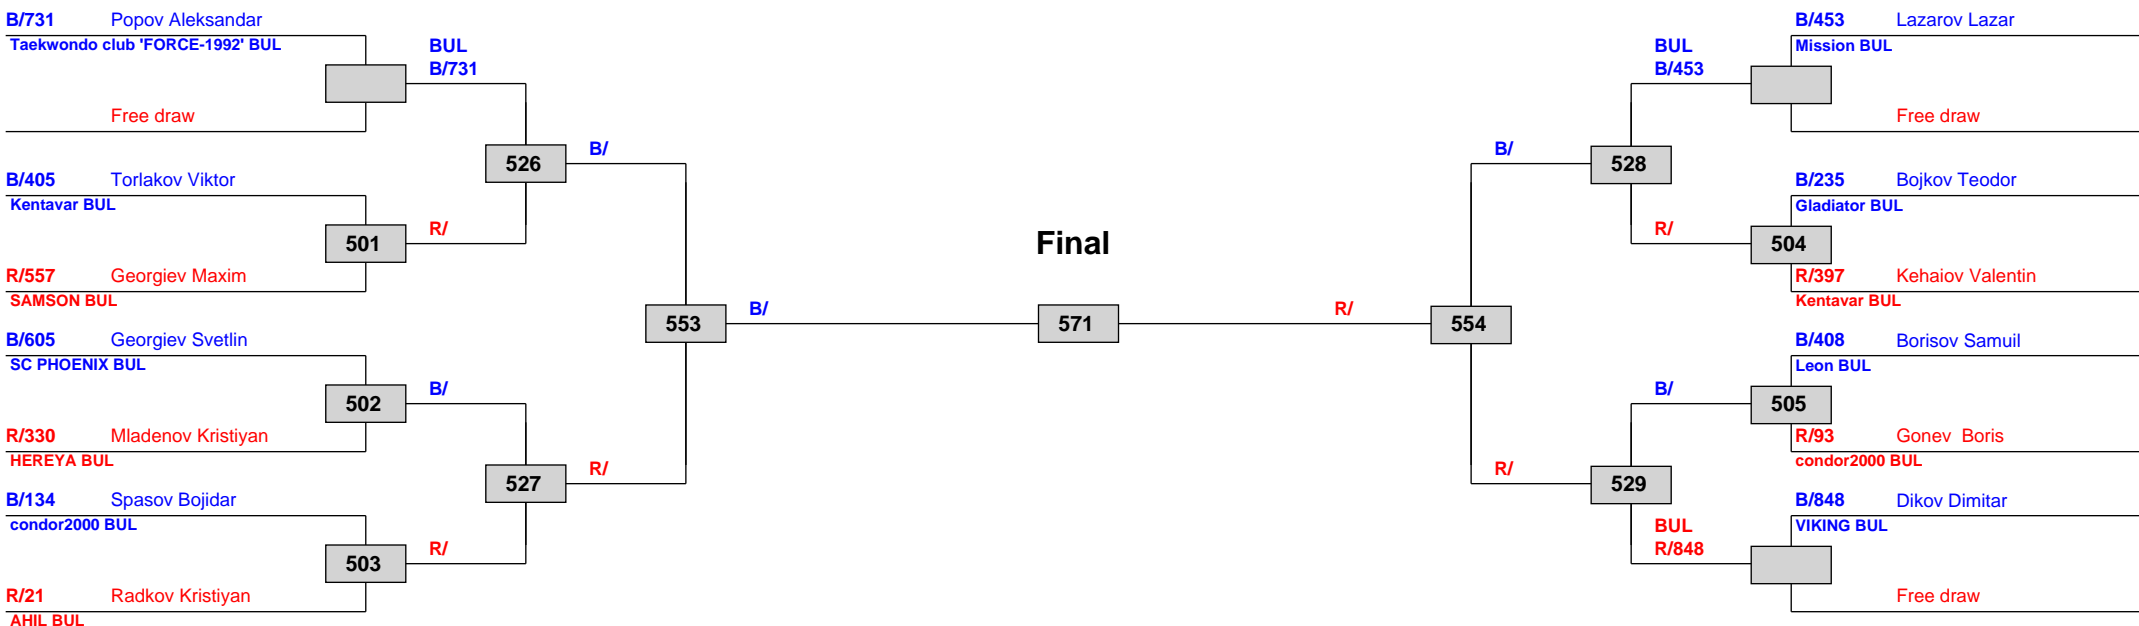 B/731 Popov Aleksandar
Taekwondo club 'FORCE-1992' BUL
BUL
B/731
Free draw
526
B/
B/405 Torlakov Viktor
Kentavar BUL
501
R/
R/557 Georgiev Maxim
SAMSON BUL
553
B/
B/605 Georgiev Svetlin
SC PHOENIX BUL
502
B/
R/330 Mladenov Kristiyan
HEREYA BUL
527
R/
B/134 Spasov Bojidar
condor2000 BUL
503
R/
R/21 Radkov Kristiyan
AHIL BUL
Final
571
B/453 Lazarov Lazar
Mission BUL
BUL
B/453
Free draw
B/
528
B/235 Bojkov Teodor
Gladiator BUL
R/
504
R/397 Kehaiov Valentin
Kentavar BUL
R/
554
B/408 Borisov Samuil
Leon BUL
B/
505
R/93 Gonev  Boris
condor2000 BUL
R/
529
B/848 Dikov Dimitar
VIKING BUL
BUL
R/848
Free draw